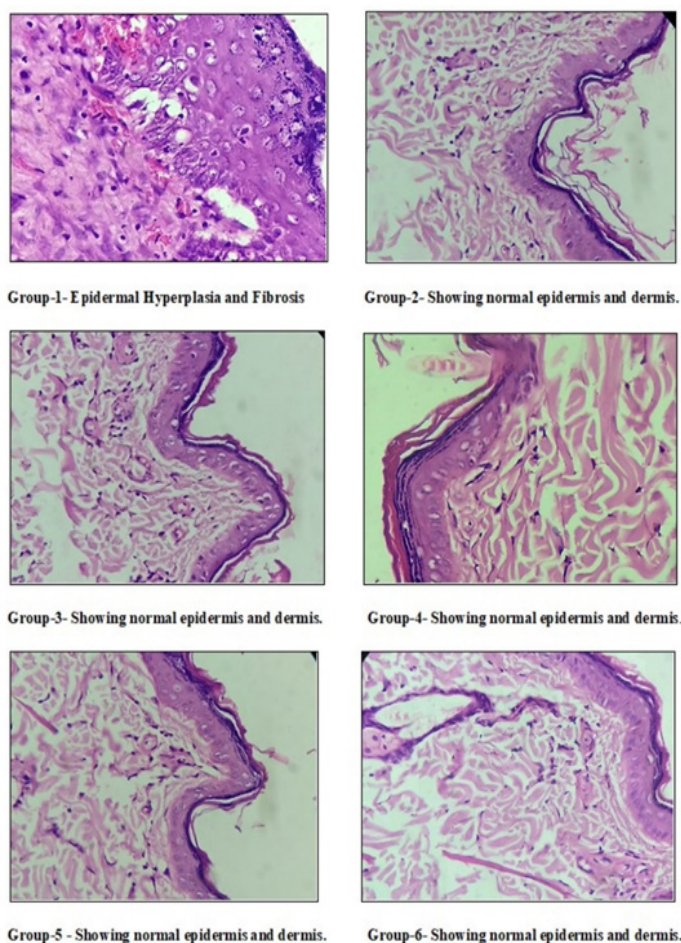 Group-1- Epidermal Hyperplasia and Fibrosis
Group-2- Showing normal epidermis and dermis.
Group-3- Showing normal epidermis and dermis.
Group-4- Showing normal epidermis and dermis.
Group-5 - Showing normal epidermis and dermis.
Group-6- Showing normal epidermis and dermis.